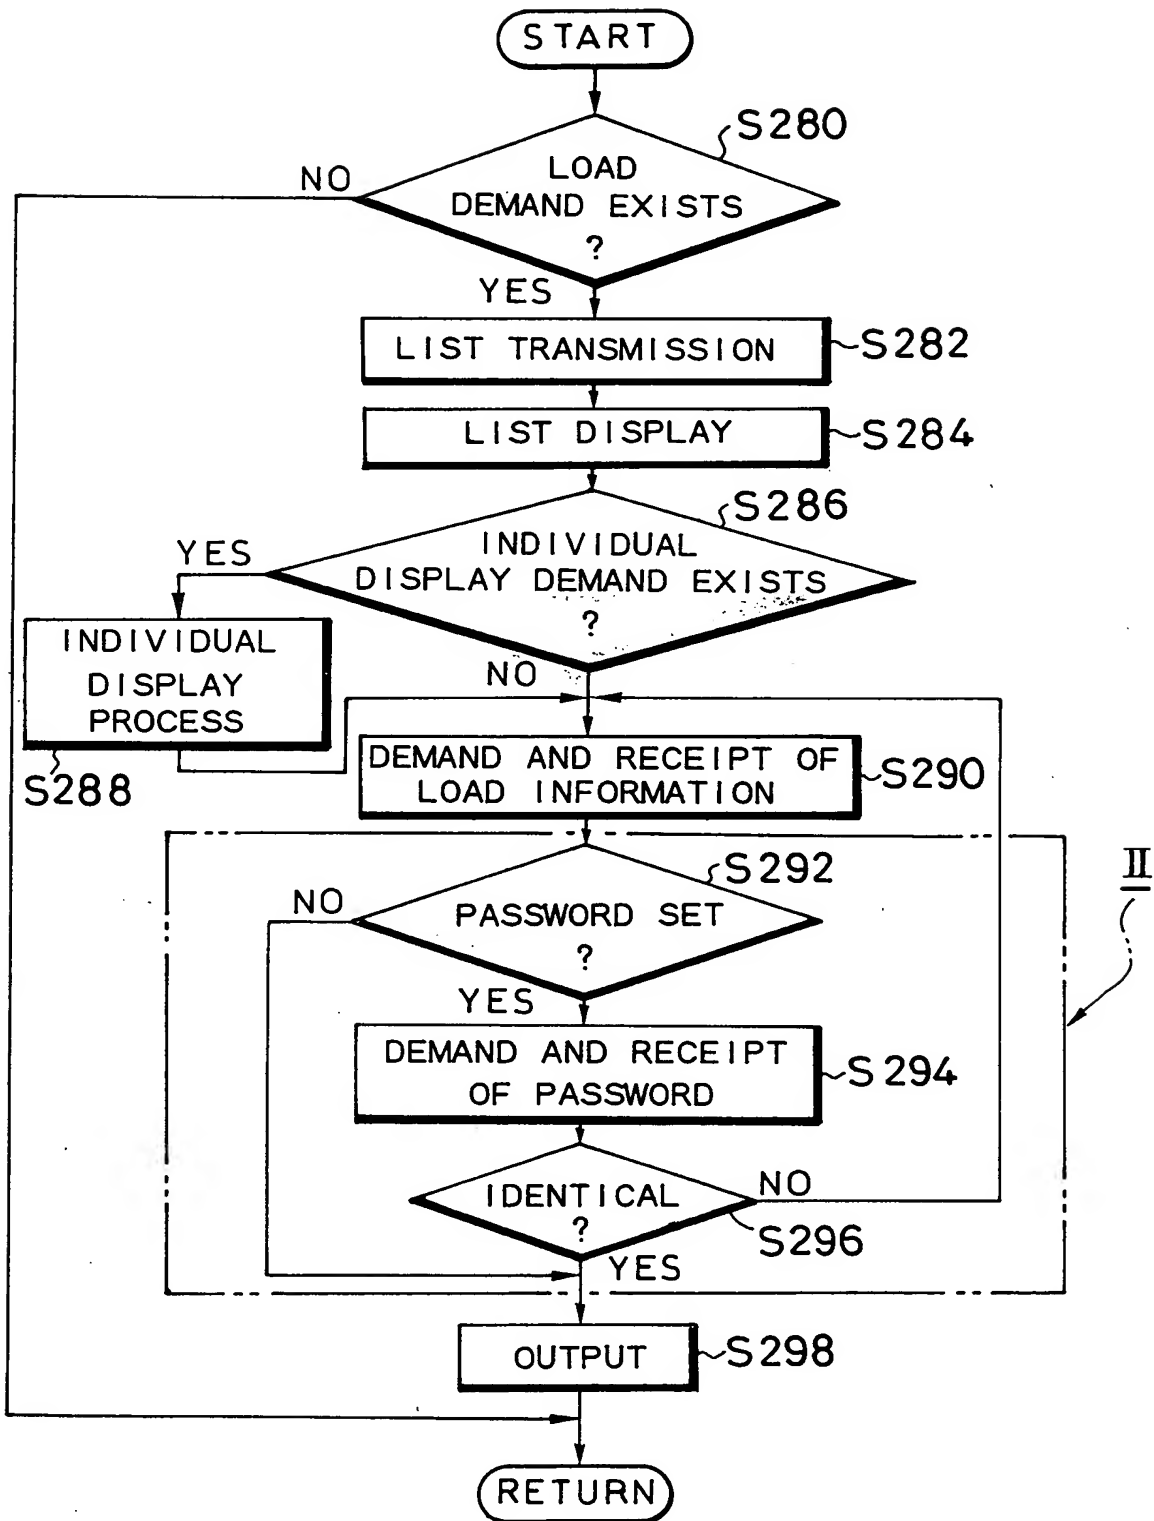 START
S280
LOAD
DEMAND EXISTS
?
NO
YES
LIST TRANSMISSION
S282
LIST DISPLAY
S284
S286
INDIVIDUAL
DISPLAY DEMAND EXISTS
?
YES
NO
INDIVIDUAL
DISPLAY
PROCESS
S288
DEMAND AND RECEIPT OF
LOAD INFORMATION
S290
S292
PASSWORD SET
?
NO
YES
II
DEMAND AND RECEIPT
OF PASSWORD
S294
IDENTICAL
?
NO
S296
YES
OUTPUT
S298
RETURN